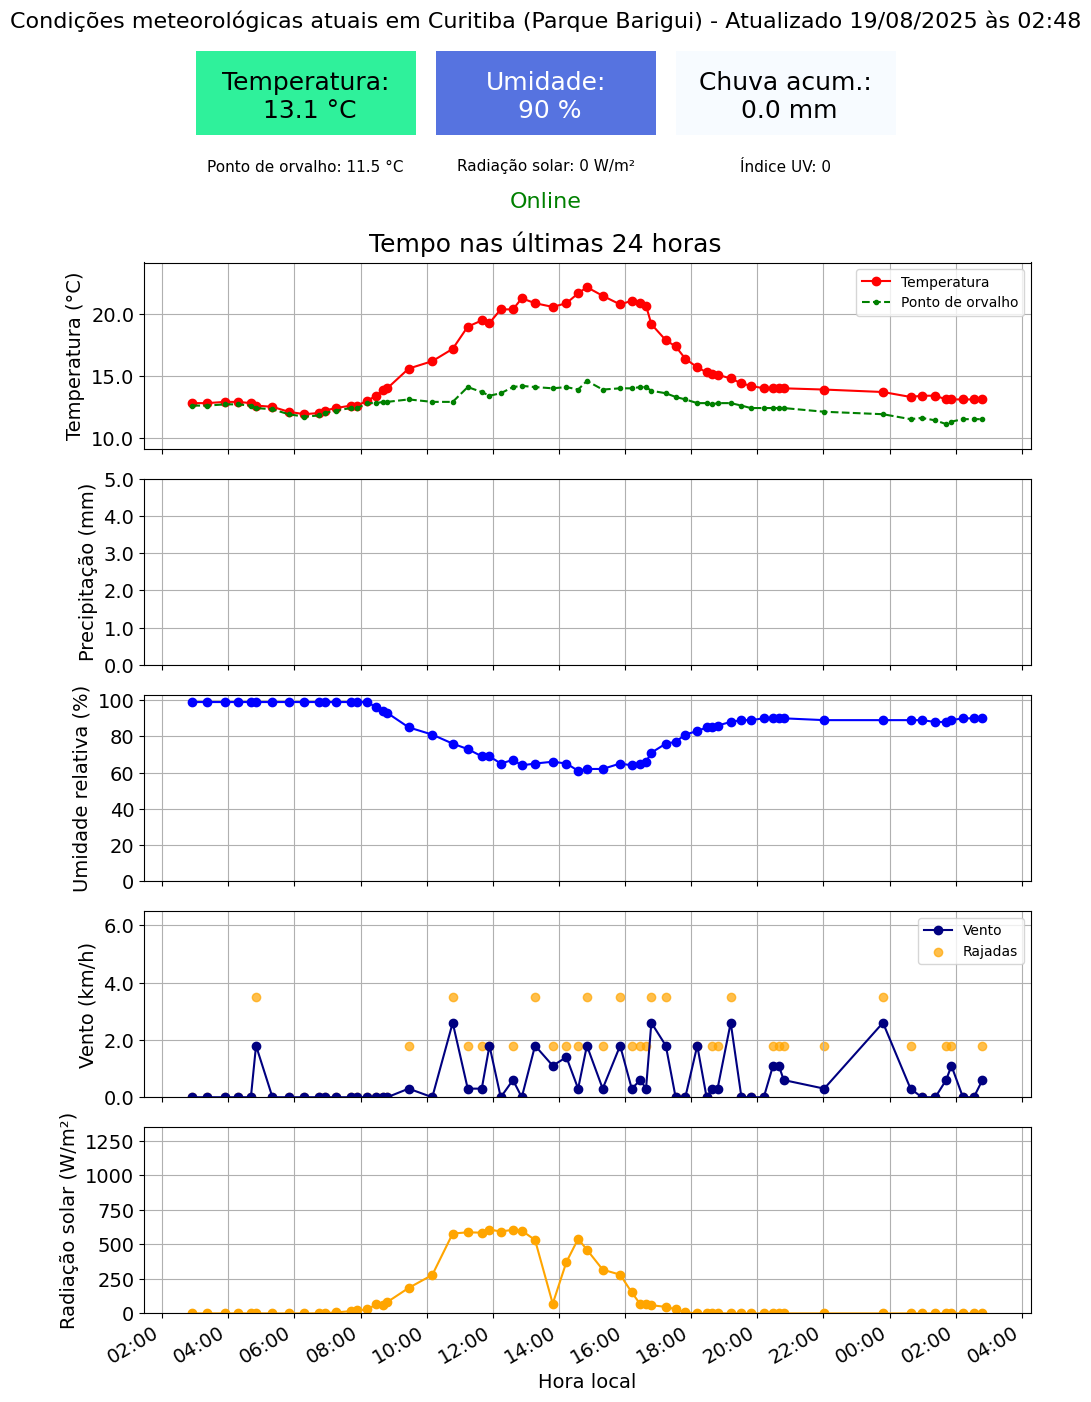 Condições meteorológicas atuais em Curitiba (Parque Barigui) - Atualizado 19/08/2025 às 02:48
Temperatura:
13.1 °C
Umidade:
90 %
Chuva acum.:
0.0 mm
Ponto de orvalho: 11.5 °C
Radiação solar: 0 W/m²
Índice UV: 0
Online
Tempo nas últimas 24 horas
Temperatura (°C)
20.0
15.0
10.0
Temperatura
Ponto de orvalho
Precipitação (mm)
5.0
4.0
3.0
2.0
1.0
0.0
Umidade relativa (%)
100
80
60
40
20
0
Vento (km/h)
6.0
4.0
2.0
0.0
Vento
Rajadas
Radiação solar (W/m²)
1250
1000
750
500
250
0
02:00
04:00
06:00
08:00
10:00
12:00
14:00
16:00
18:00
20:00
22:00
00:00
02:00
04:00
Hora local